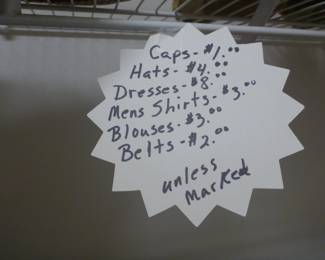 Caps-$1.00
Hats-$4.00
Dresses-$8.00
Mens Shirts-$3.00
Blouses-$3.00
Belts-$2.00
unless
Marked